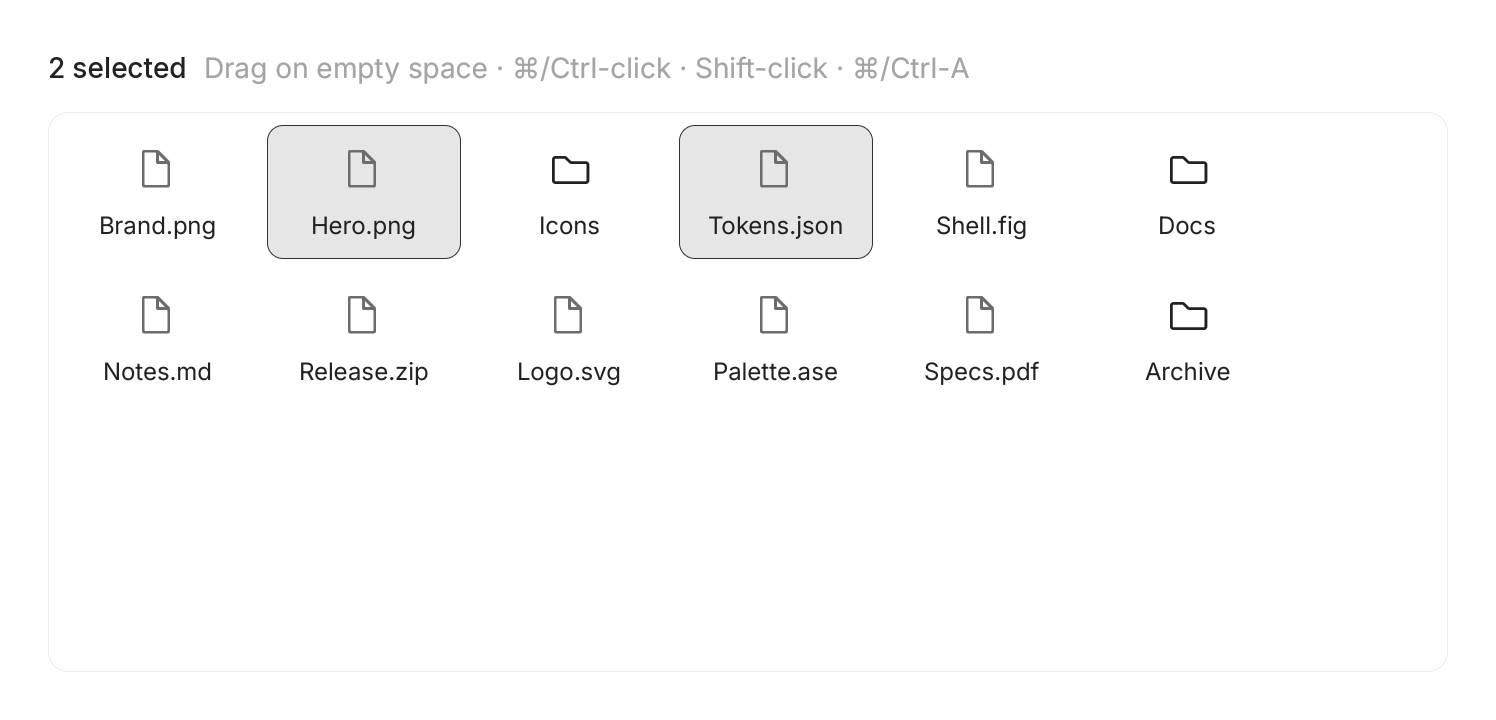 2 selected Drag on empty space · ⌘/Ctrl-click · Shift-click · ⌘/Ctrl-A
Brand.png Hero.png Icons Tokens.json Shell.fig Docs
Notes.md Release.zip Logo.svg Palette.ase Specs.pdf Archive